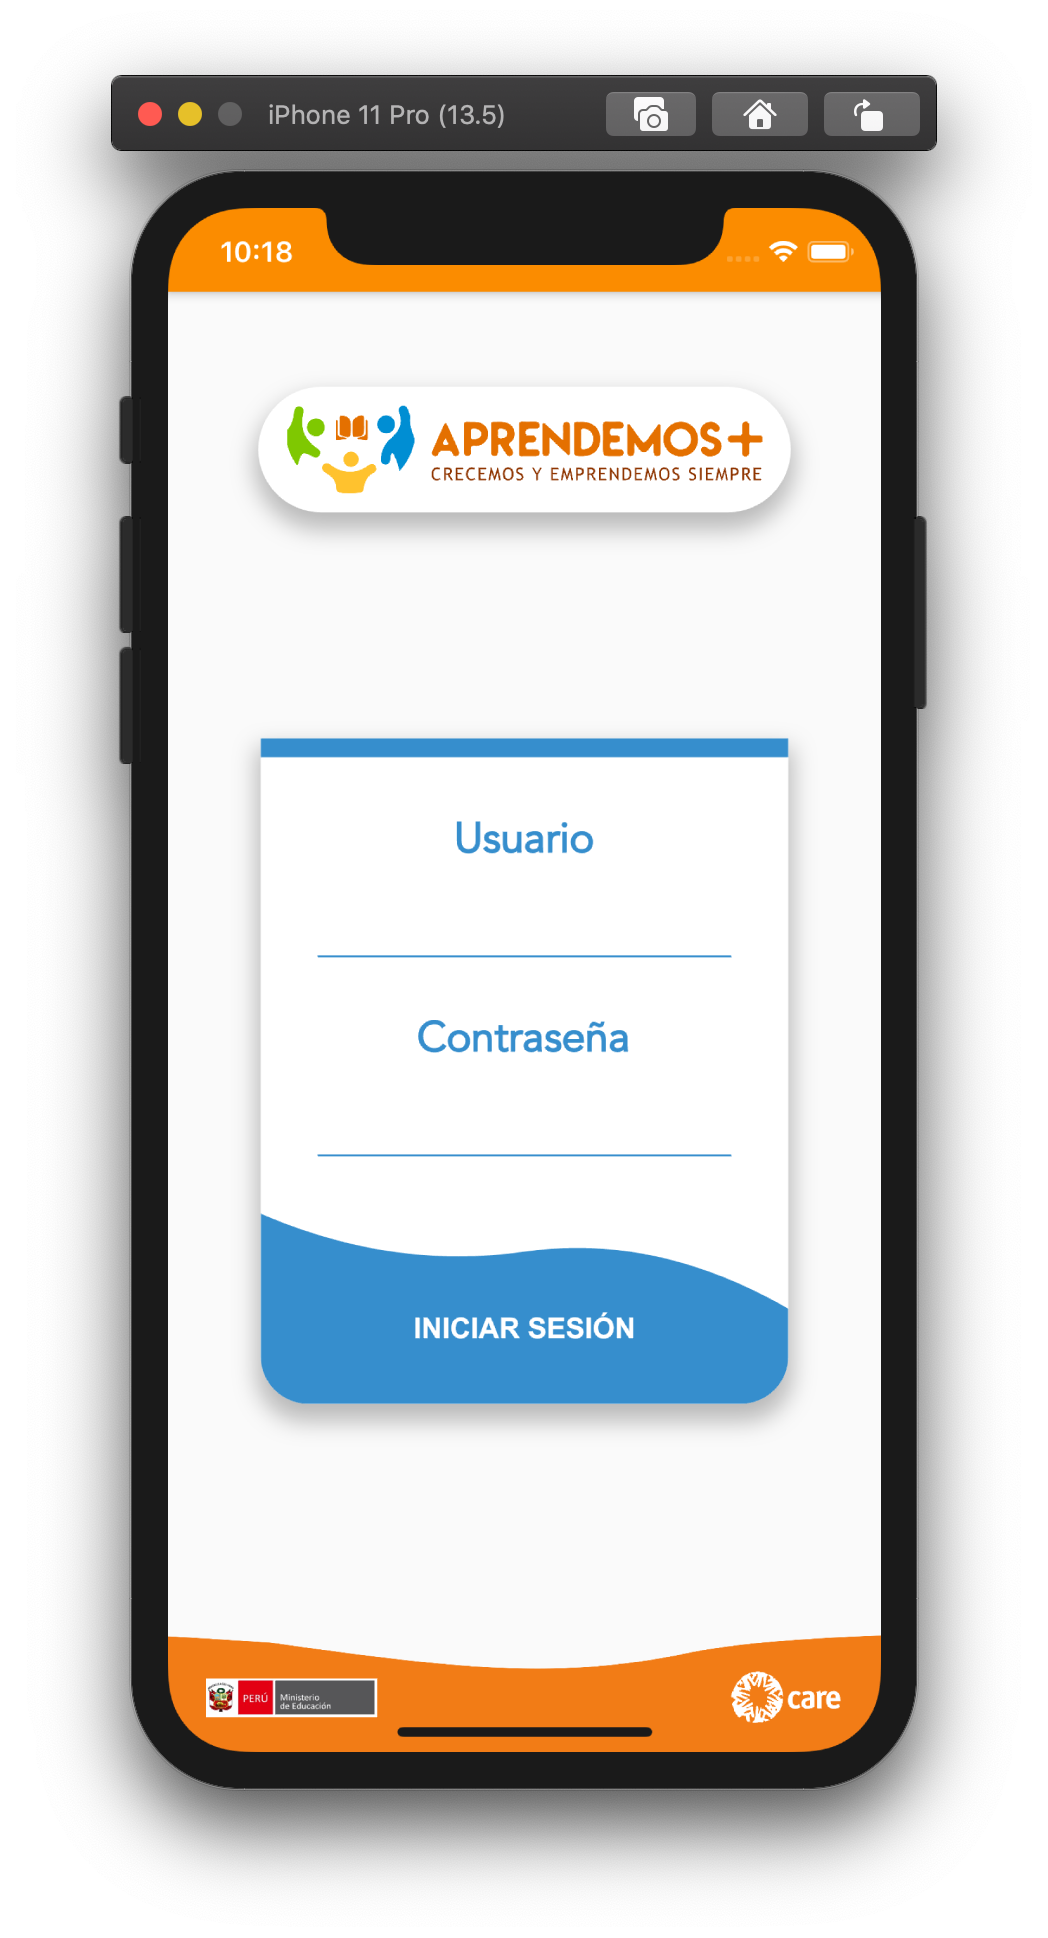 iPhone 11 Pro (13.5)
10:18
APRENDEMOS+
CRECEMOS Y EMPRENDEMOS SIEMPRE
Usuario
Contraseña
INICIAR SESIÓN
PERÚ
Ministerio
de Educación
care